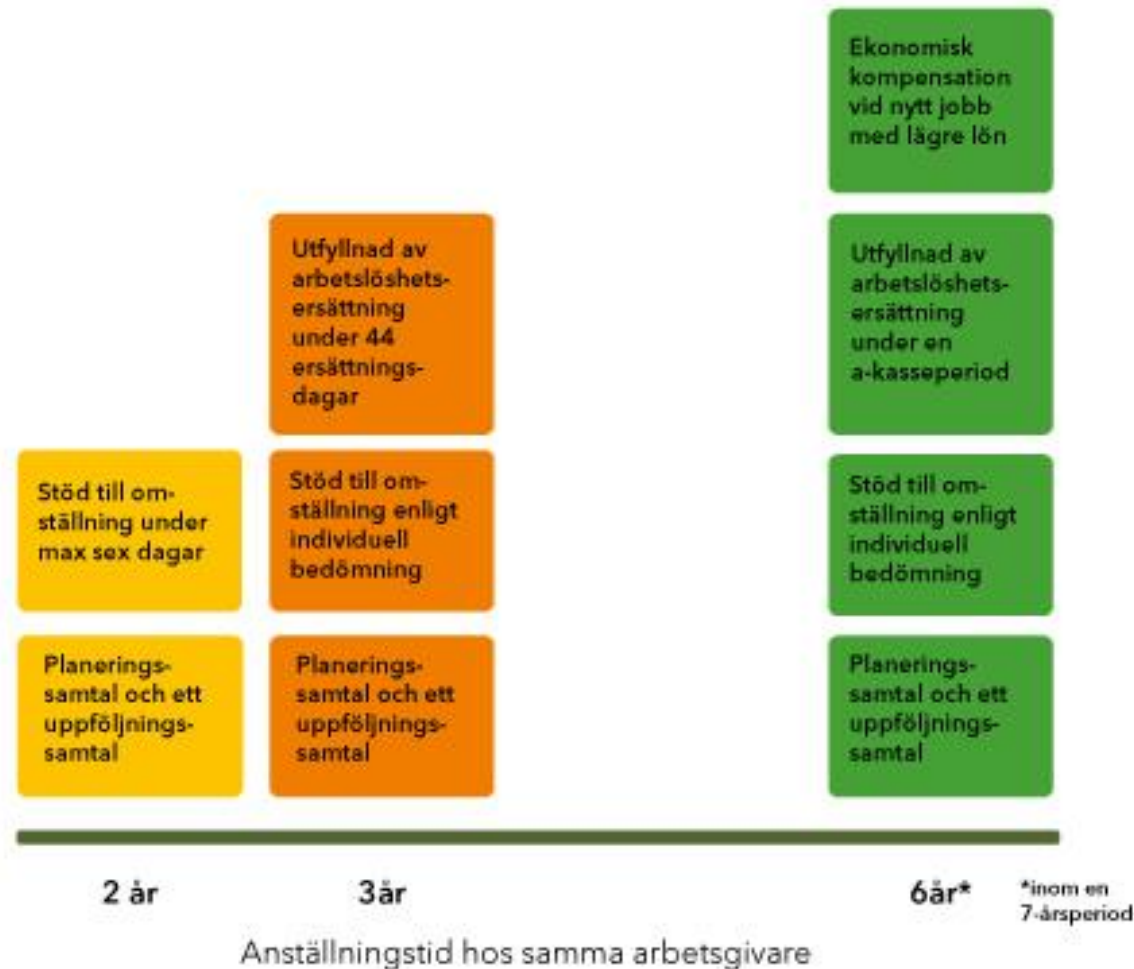 Ekonomisk
kompensation
vid nytt jobb
med lägre lön
Utfyllnad av
arbetslöshets-
ersättning
under 44
ersättnings-
dagar
Utfyllnad av
arbetslöshets-
ersättning
under en
a-kasseperiod
Stöd till om-
ställning under
max sex dagar
Stöd till om-
ställning enligt
individuell
bedömning
Stöd till om-
ställning enligt
individuell
bedömning
Planerings-
samtal och ett
uppföljnings-
samtal
Planerings-
samtal och ett
uppföljnings-
samtal
Planerings-
samtal och ett
uppföljnings-
samtal
2 år
3år
6år*
*inom en
7-årsperiod
Anställningstid hos samma arbetsgivare